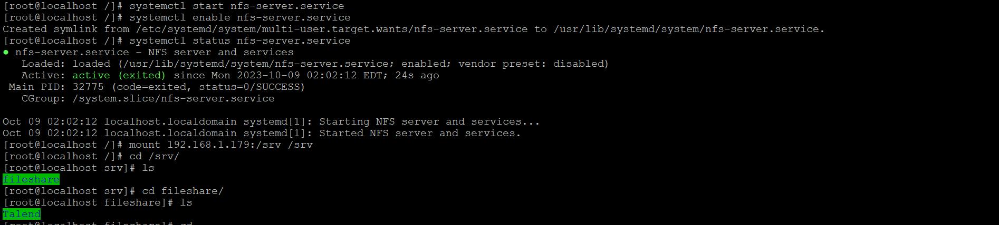 [root@localhost /]# systemctl start nfs-server.service
[root@localhost /]# systemctl enable nfs-server.service
Created symlink from /etc/systemd/system/multi-user.target.wants/nfs-server.service to /usr/lib/systemd/system/nfs-server.service.
[root@localhost /]# systemctl status nfs-server.service
● nfs-server.service - NFS server and services
   Loaded: loaded (/usr/lib/systemd/system/nfs-server.service; enabled; vendor preset: disabled)
   Active: active (exited) since Mon 2023-10-09 02:02:12 EDT; 24s ago
 Main PID: 32775 (code=exited, status=0/SUCCESS)
   CGroup: /system.slice/nfs-server.service

Oct 09 02:02:12 localhost.localdomain systemd[1]: Starting NFS server and services...
Oct 09 02:02:12 localhost.localdomain systemd[1]: Started NFS server and services.
[root@localhost /]# mount 192.168.1.179:/srv /srv
[root@localhost /]# cd /srv/
[root@localhost srv]# ls
fileshare
[root@localhost srv]# cd fileshare/
[root@localhost fileshare]# ls
Talend
[root@localhost fileshare]# cd